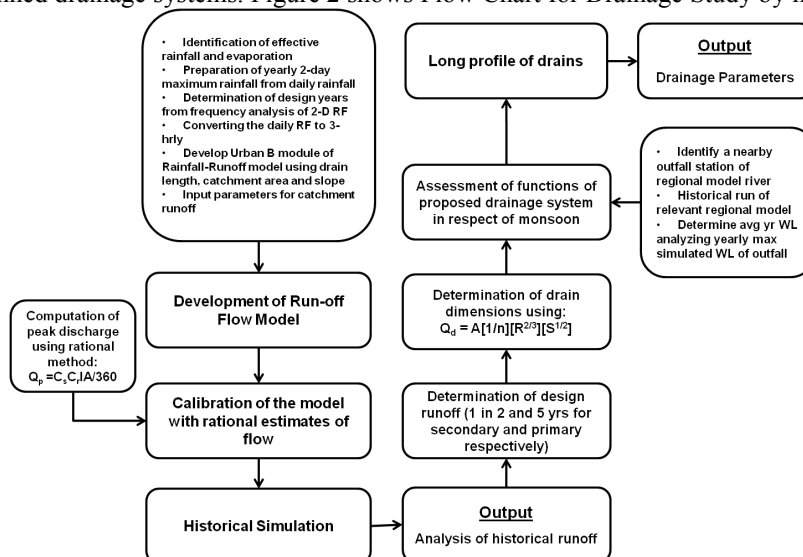 nned drainage systems. Figure 2 shows Flow Chart for Drainage Study by
• Identification of effective
rainfall and evaporation
• Preparation of yearly 2-day
maximum rainfall from daily rainfall
• Determination of design years
from frequency analysis of 2-D RF
• Converting the daily RF to 3-
hrly
• Develop Urban B module of
Rainfall-Runoff model using drain
length, catchment area and slope
• Input parameters for catchment
runoff
Development of Run-off
Flow Model
Computation of
peak discharge
using rational
method:
Qp =CsCrIA/360
Calibration of the model
with rational estimates of
flow
Historical Simulation
Output
Analysis of historical runoff
Determination of design
runoff (1 in 2 and 5 yrs for
secondary and primary
respectively)
Determination of drain
dimensions using:
Qd = A[1/n][R2/3][S1/2]
Assessment of functions of
proposed drainage system
in respect of monsoon
• Identify a nearby
outfall station of
regional model river
• Historical run of
relevant regional model
• Determine avg yr WL
analyzing yearly max
simulated WL of outfall
Long profile of drains
Output
Drainage Parameters